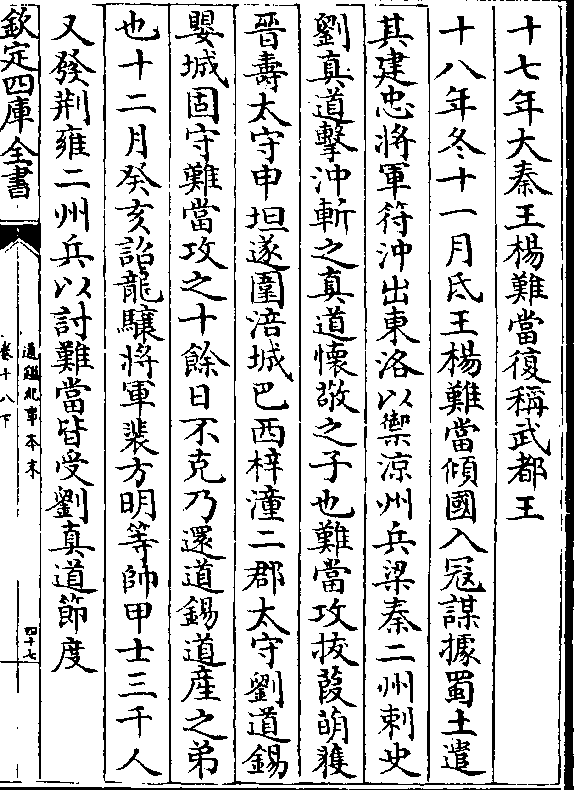 十七年大秦王楊難當復稱武都王
十八年冬十一月氐王楊難當傾國入冦謀據蜀土遣
其建忠將軍符沖出東洛以禦涼州兵梁秦二州刺史
劉真道擊沖斬之真道懷敬之子也難當攻拔葭萌獲
晉壽太守申坦遂圍涪城巴西梓潼二郡太守劉道錫
嬰城固守難當攻之十餘日不克乃還道錫道產之弟
也十二月癸亥詔龍驤將軍裴方明等帥甲士三千人
又發荆雍二州兵以討難當皆受劉真道節度
欽定四庫全書
通鑑紀事本末
卷十八下
四十七